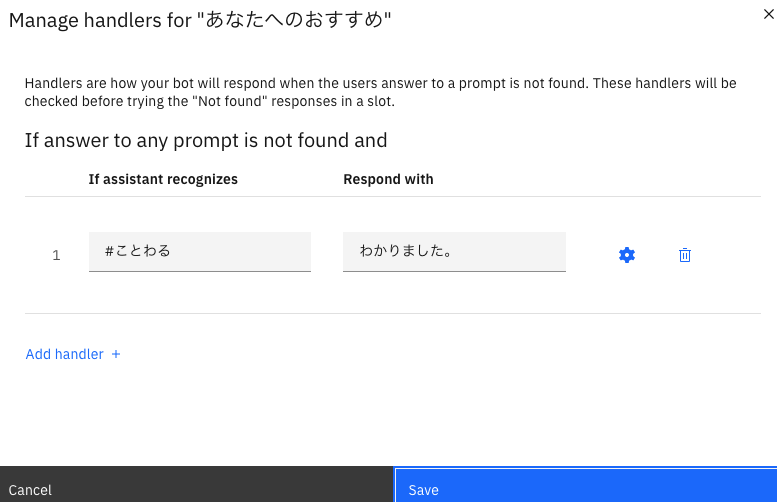 Manage handlers for "あなたへのおすすめ"
Handlers are how your bot will respond when the users answer to a prompt is not found. These handlers will be
checked before trying the "Not found" responses in a slot.
If answer to any prompt is not found and
If assistant recognizes Respond with
1 #ことわる わかりました。
Add handler +
Cancel Save